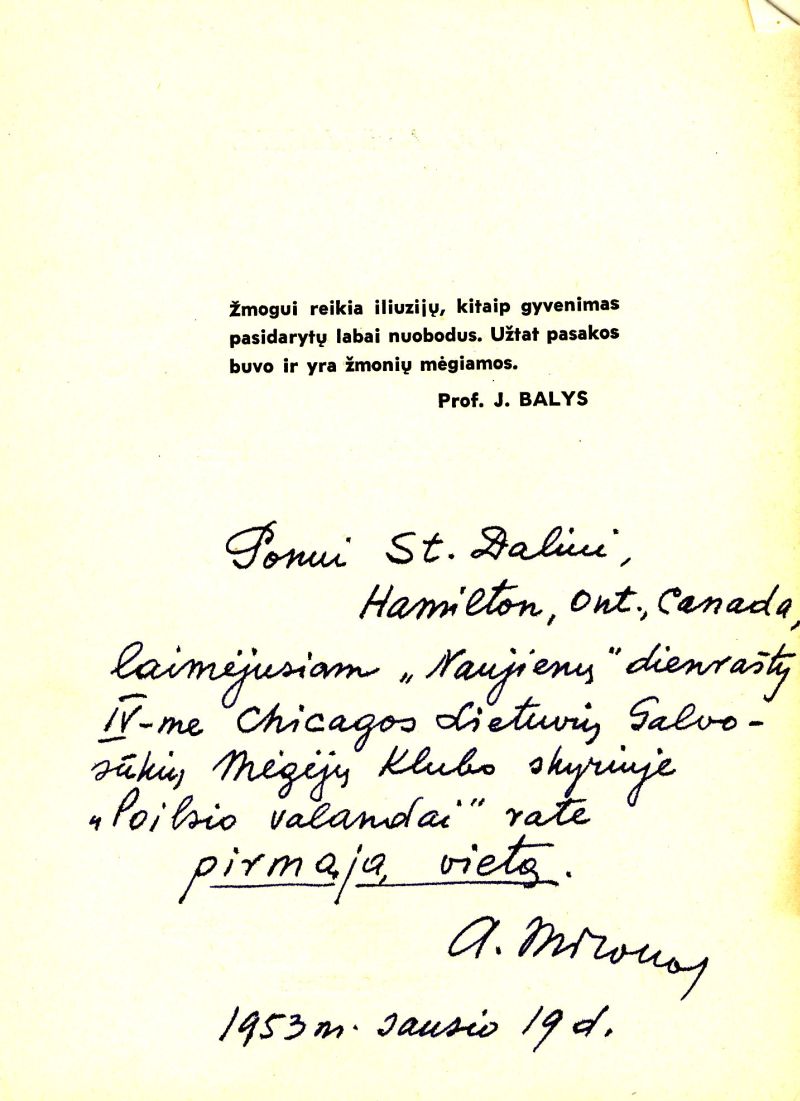 Žmogui reikia iliuzijų, kitaip gyvenimas
pasidarytų labai nuobodus. Užtat pasakos
buvo ir yra žmonių mėgiamos.
Prof. J. BALYS
Ponui St. Daliui,
Hamilton, Ont., Canada,
laimėjusiam „Naujienų" dienrašty
IV-me Chicagos Lietuvių Galvo-
sūkių Mėgėjų Klubo skyriuje
„Poilsio valandai" rate
pirmąją vietą.
A. Mironas
1953 m. sausio 19 d.